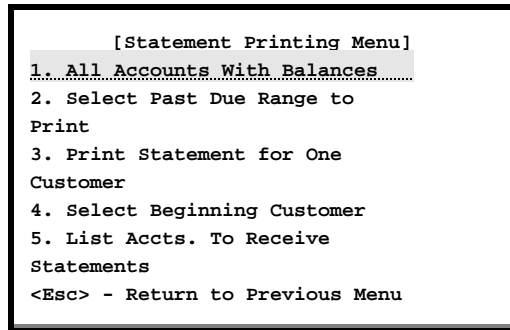 [Statement Printing Menu]
1. All Accounts With Balances
2. Select Past Due Range to
Print
3. Print Statement for One
Customer
4. Select Beginning Customer
5. List Accts. To Receive
Statements
<Esc> - Return to Previous Menu